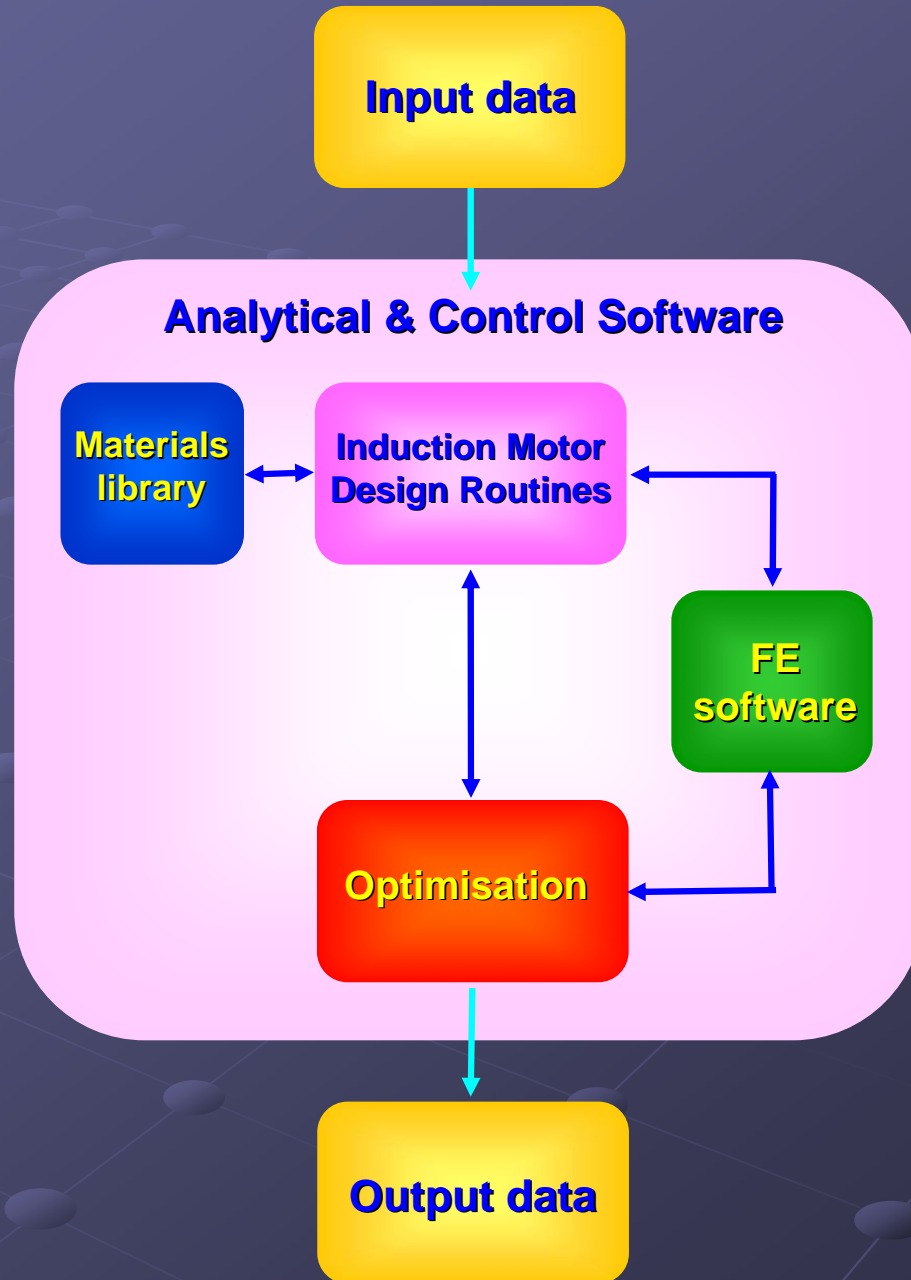 Input data
Analytical & Control Software
Materials
library
Induction Motor
Design Routines
FE
software
Optimisation
Output data